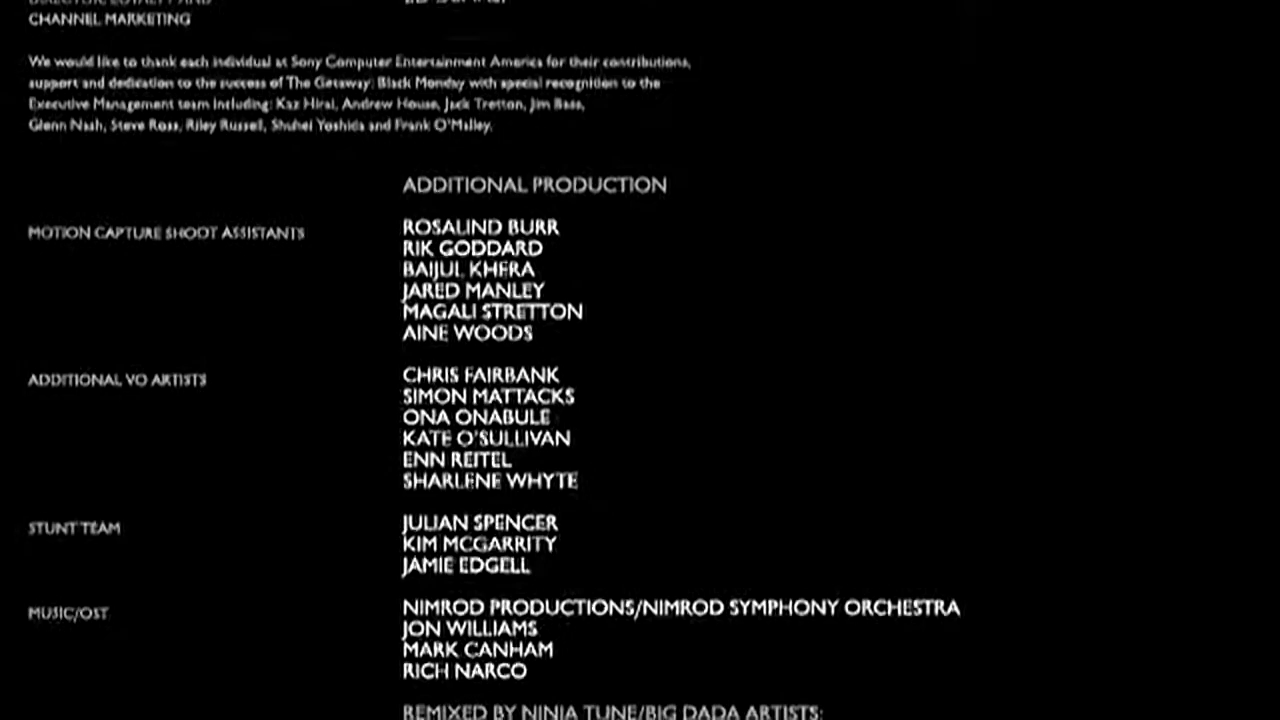 CHANNEL MARKETING
We would like to thank each individual at Sony Computer Entertainment America for their contributions,
support and dedication to the success of The Getaway: Black Monday with special recognition to the
Executive Management team including: Kaz Hirai, Andrew House, Jack Tretton, Jim Bass,
Glenn Nash, Steve Ross, Riley Russell, Shuhei Yoshida and Frank O'Malley.
ADDITIONAL PRODUCTION
MOTION CAPTURE SHOOT ASSISTANTS
ROSALIND BURR
RIK GODDARD
BAIJUL KHERA
JARED MANLEY
MAGALI STRETTON
AINE WOODS
ADDITIONAL VO ARTISTS
CHRIS FAIRBANK
SIMON MATTACKS
ONA ONABULE
KATE O'SULLIVAN
ENN REITEL
SHARLENE WHYTE
STUNT TEAM
JULIAN SPENCER
KIM MCGARRITY
JAMIE EDGELL
MUSIC/OST
NIMROD PRODUCTIONS/NIMROD SYMPHONY ORCHESTRA
JON WILLIAMS
MARK CANHAM
RICH NARCO
REMIXED BY NINJA TUNE/BIG DADA ARTISTS: